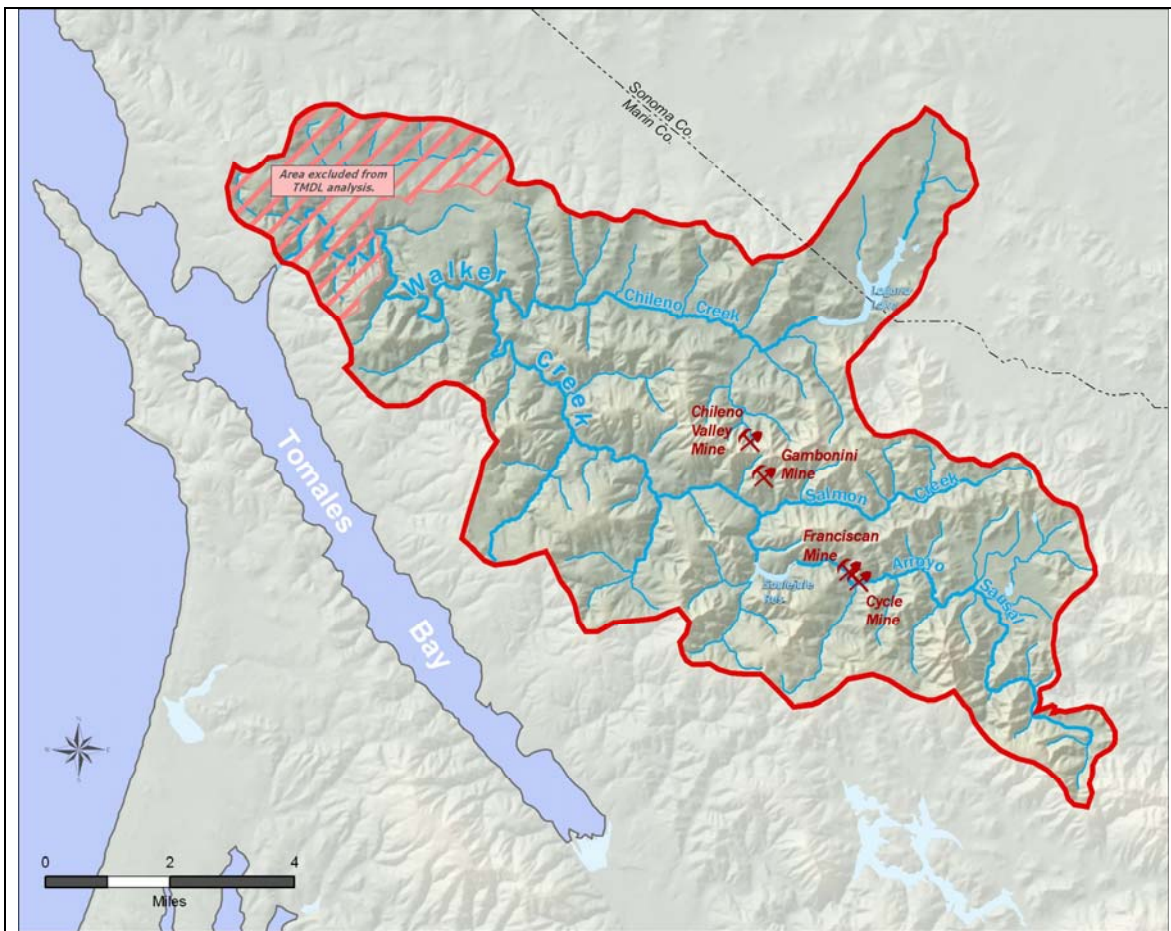 Sonoma Co.
Marin Co.
Area excluded from
TMDL analysis.
Walker
Creek
Chileno Creek
Laguna
Chileno
Valley
Mine
Gambonini
Mine
Salmon
Creek
Franciscan
Mine
Arroyo
Sausal
Cycle
Mine
Tomales
Bay
N
0
2
4
Miles